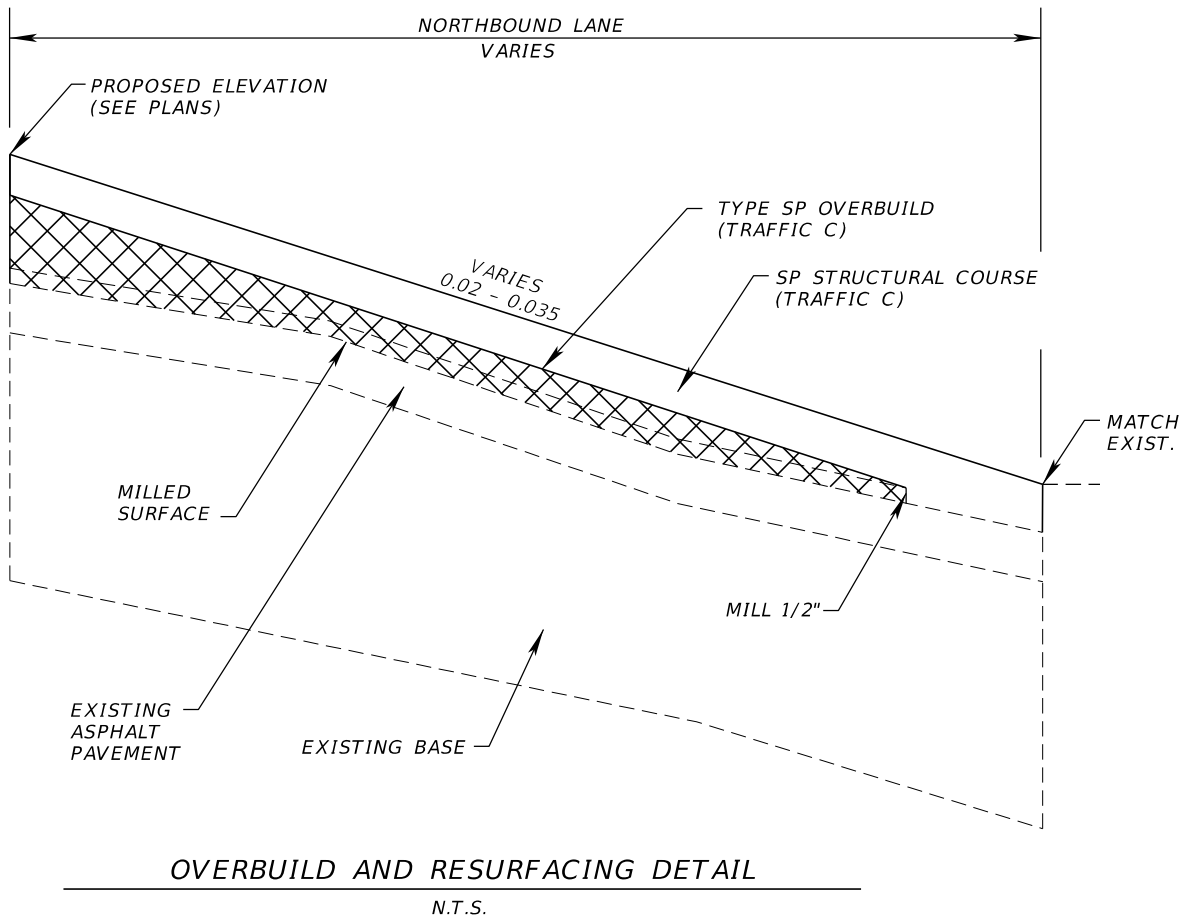 NORTHBOUND LANE
VARIES
PROPOSED ELEVATION
(SEE PLANS)
TYPE SP OVERBUILD
(TRAFFIC C)
VARIES
0.02 - 0.035
SP STRUCTURAL COURSE
(TRAFFIC C)
MATCH
EXIST.
MILLED
SURFACE
MILL 1/2"
EXISTING
ASPHALT
PAVEMENT
EXISTING BASE
OVERBUILD AND RESURFACING DETAIL
N.T.S.